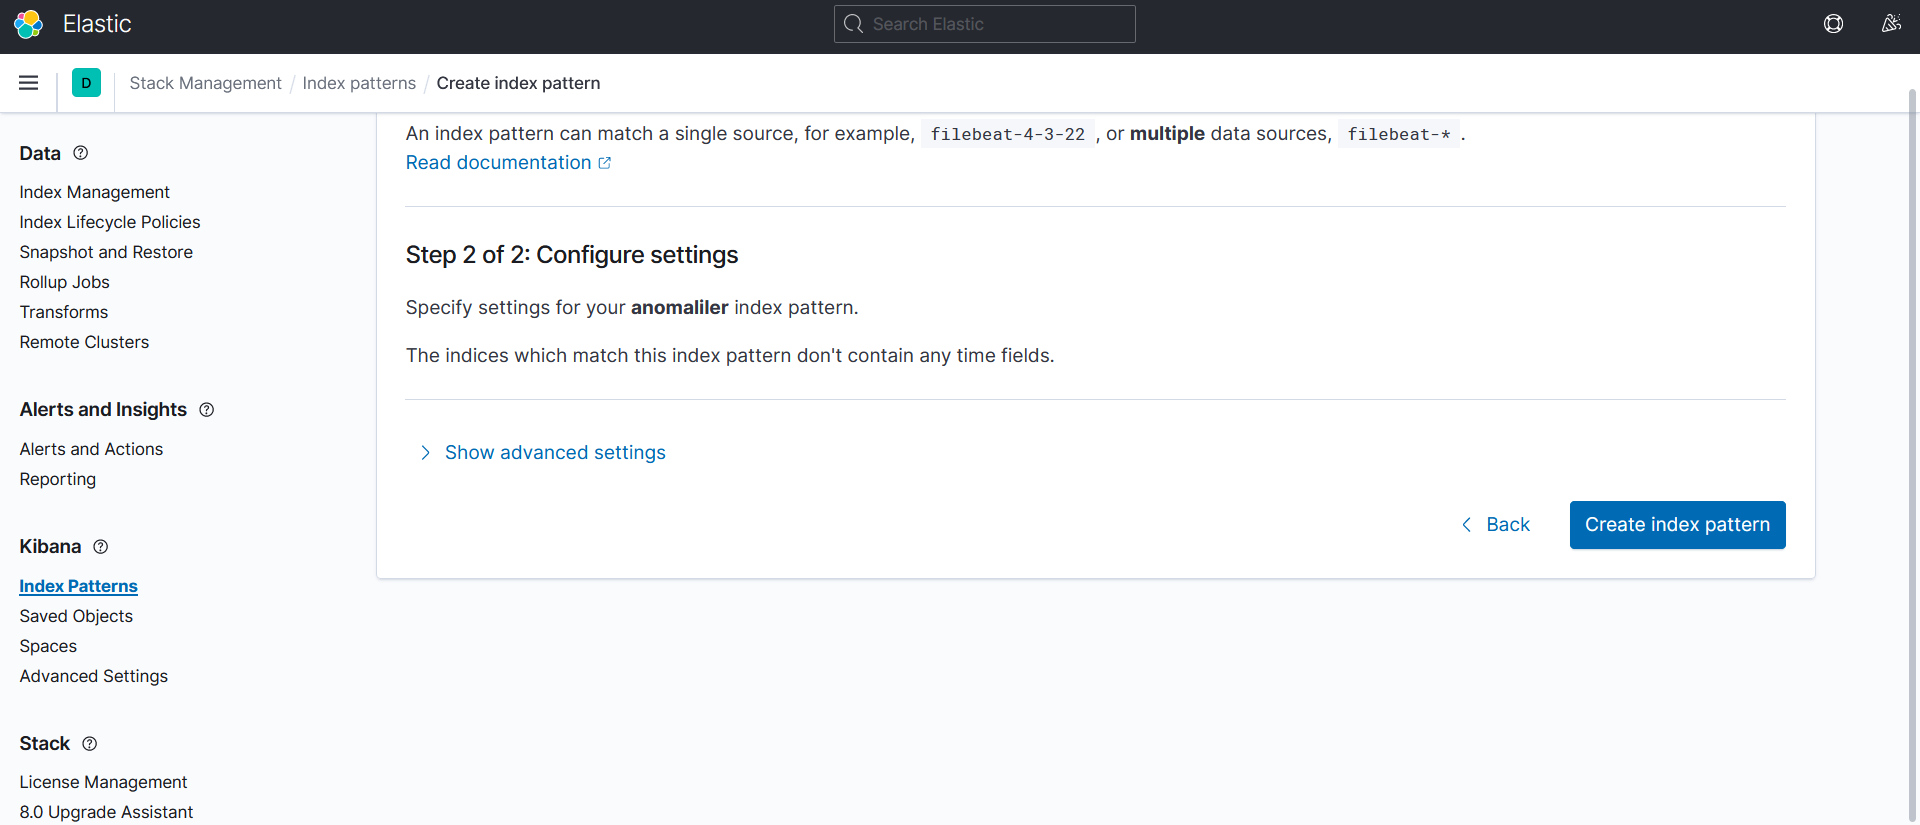 Elastic
Search Elastic
D
Stack Management / Index patterns / Create index pattern
Data
Index Management
Index Lifecycle Policies
Snapshot and Restore
Rollup Jobs
Transforms
Remote Clusters
Alerts and Insights
Alerts and Actions
Reporting
Kibana
Index Patterns
Saved Objects
Spaces
Advanced Settings
Stack
License Management
8.0 Upgrade Assistant
An index pattern can match a single source, for example, filebeat-4-3-22 , or multiple data sources, filebeat-* .
Read documentation
Step 2 of 2: Configure settings
Specify settings for your anomaliler index pattern.
The indices which match this index pattern don't contain any time fields.
Show advanced settings
Back
Create index pattern